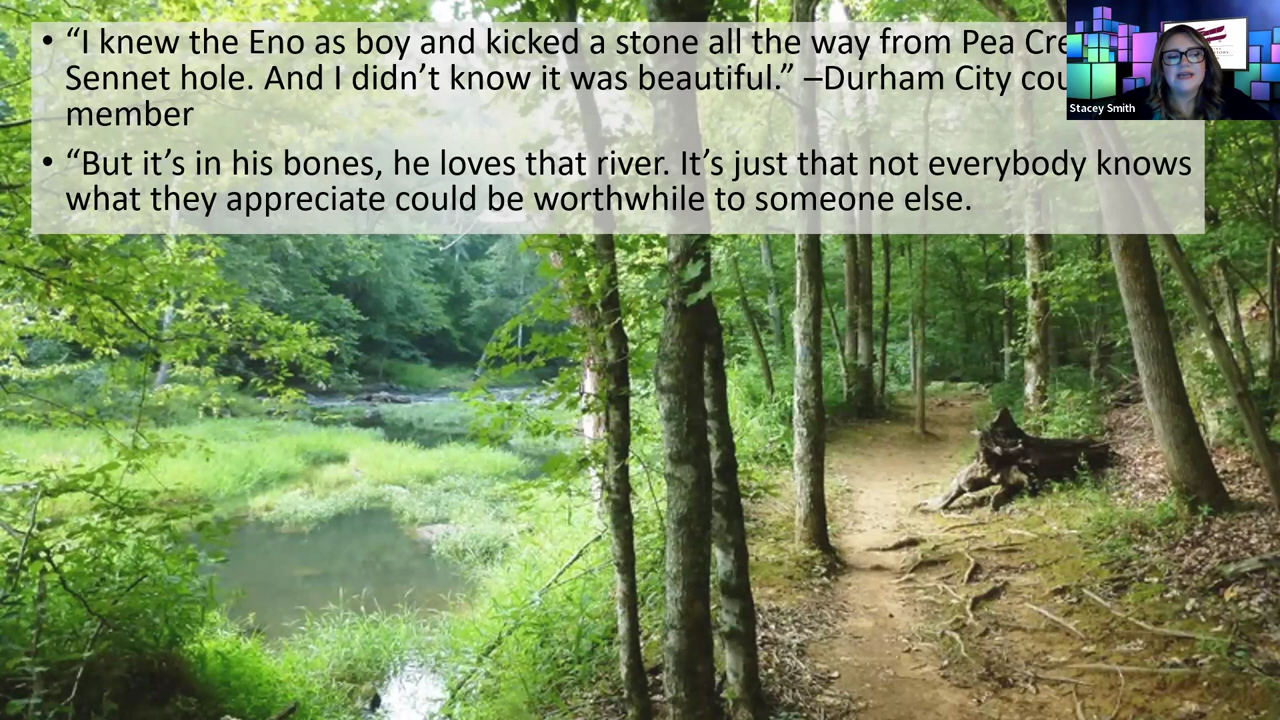 • “I knew the Eno as boy and kicked a stone all the way from Pea
Sennet hole. And I didn’t know it was beautiful.” –Durham City
member
• “But it’s in his bones, he loves that river. It’s just that not everybody knows
what they appreciate could be worthwhile to someone else.
Stacey Smith